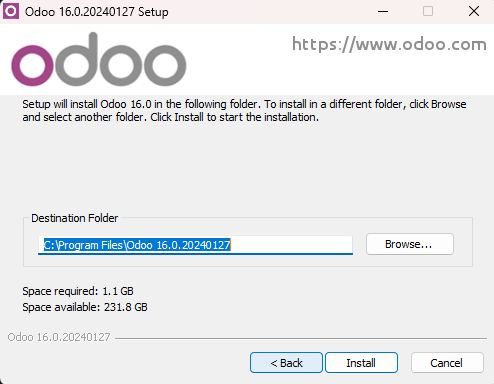 Odoo 16.0.20240127 Setup
odoo
https://www.odoo.com
Setup will install Odoo 16.0 in the following folder. To install in a different folder, click Browse
and select another folder. Click Install to start the installation.
Destination Folder
C:\Program Files\Odoo 16.0.20240127
Browse...
Space required: 1.1 GB
Space available: 231.8 GB
Odoo 16.0.20240127
< Back
Install
Cancel